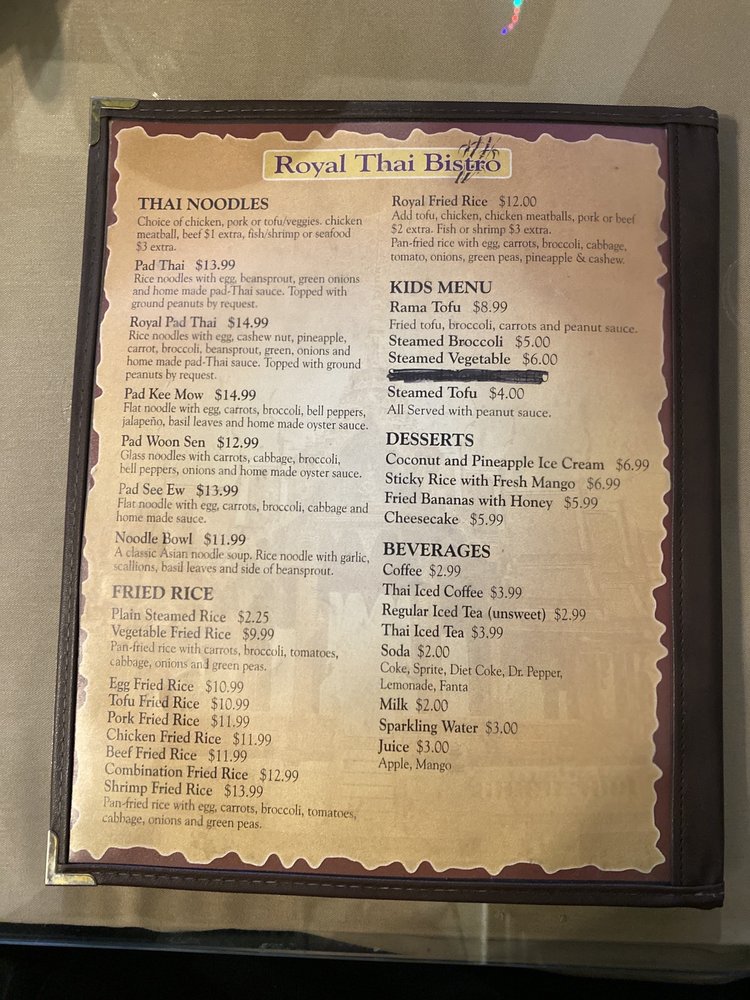 Royal Thai Bistro
THAI NOODLES
Choice of chicken, pork or tofu/veggies. chicken
meatball, beef $1 extra, fish/shrimp or seafood
$3 extra.
Pad Thai $13.99
Rice noodles with egg, beansprout, green onions
and home made pad-Thai sauce. Topped with
ground peanuts by request.
Royal Pad Thai $14.99
Rice noodles with egg, cashew nut, pineapple,
carrot, broccoli, beansprout, green, onions and
home made pad-Thai sauce. Topped with ground
peanuts by request.
Pad Kee Mow $14.99
Flat noodle with egg, carrots, broccoli, bell peppers,
jalapeño, basil leaves and home made oyster sauce.
Pad Woon Sen $12.99
Glass noodles with carrots, cabbage, broccoli,
bell peppers, onions and home made oyster sauce.
Pad See Ew $13.99
Flat noodle with egg, carrots, broccoli, cabbage and
home made sauce.
Noodle Bowl $11.99
A classic Asian noodle soup. Rice noodle with garlic,
scallions, basil leaves and side of beansprout.
FRIED RICE
Plain Steamed Rice $2.25
Vegetable Fried Rice $9.99
Pan-fried rice with carrots, broccoli, tomatoes,
cabbage, onions and green peas.
Egg Fried Rice $10.99
Tofu Fried Rice $10.99
Pork Fried Rice $11.99
Chicken Fried Rice $11.99
Beef Fried Rice $11.99
Combination Fried Rice $12.99
Shrimp Fried Rice $13.99
Pan-fried rice with egg, carrots, broccoli, tomatoes,
cabbage, onions and green peas.
Royal Fried Rice $12.00
Add tofu, chicken, chicken meatballs, pork or beef
$2 extra. Fish or shrimp $3 extra.
Pan-fried rice with egg, carrots, broccoli, cabbage,
tomato, onions, green peas, pineapple & cashew.
KIDS MENU
Rama Tofu $8.99
Fried tofu, broccoli, carrots and peanut sauce.
Steamed Broccoli $5.00
Steamed Vegetable $6.00
Steamed Tofu $4.00
All Served with peanut sauce.
DESSERTS
Coconut and Pineapple Ice Cream $6.99
Sticky Rice with Fresh Mango $6.99
Fried Bananas with Honey $5.99
Cheesecake $5.99
BEVERAGES
Coffee $2.99
Thai Iced Coffee $3.99
Regular Iced Tea (unsweet) $2.99
Thai Iced Tea $3.99
Soda $2.00
Coke, Sprite, Diet Coke, Dr. Pepper,
Lemonade, Fanta
Milk $2.00
Sparkling Water $3.00
Juice $3.00
Apple, Mango